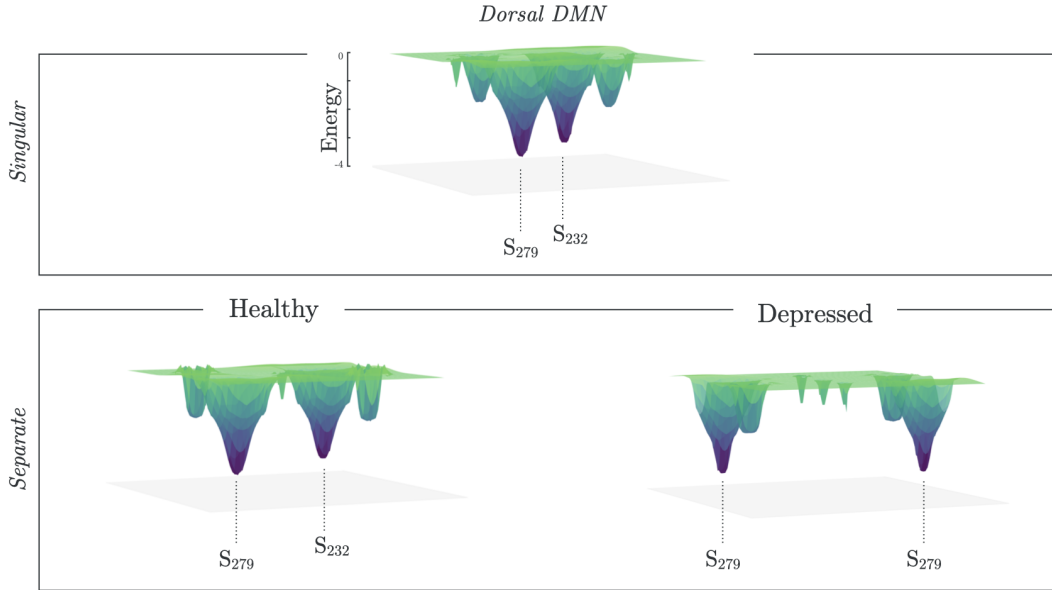 Dorsal DMN
Singular
Energy
0
-4
S₂₇₉
S₂₃₂
Separate
Healthy
Depressed
S₂₇₉
S₂₃₂
S₂₇₉
S₂₇₉